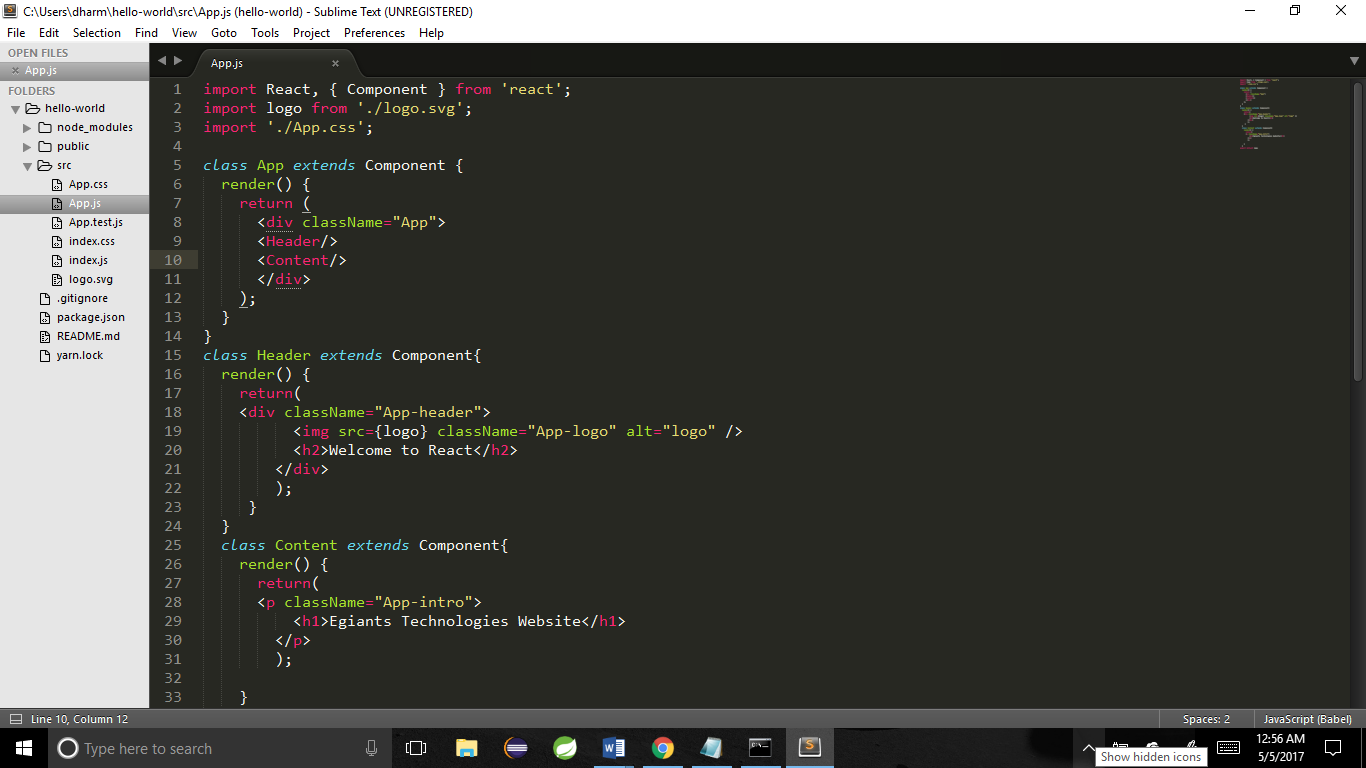 C:\Users\dharm\hello-world\src\App.js (hello-world) - Sublime Text (UNREGISTERED)
File Edit Selection Find View Goto Tools Project Preferences Help
OPEN FILES
App.js
FOLDERS
hello-world
node_modules
public
src
App.css
App.js
App.test.js
index.css
index.js
logo.svg
.gitignore
package.json
README.md
yarn.lock
App.js
1 import React, { Component } from 'react';
2 import logo from './logo.svg';
3 import './App.css';
4
5 class App extends Component {
6   render() {
7     return (
8       <div className="App">
9       <Header/>
10       <Content/>
11       </div>
12     );
13   }
14 }
15 class Header extends Component{
16   render() {
17     return(
18     <div className="App-header">
19           <img src={logo} className="App-logo" alt="logo" />
20           <h2>Welcome to React</h2>
21         </div>
22         );
23      }
24   }
25   class Content extends Component{
26     render() {
27       return(
28       <p className="App-intro">
29           <h1>Egiants Technologies Website</h1>
30         </p>
31         );
32
33     }
Line 10, Column 12
Spaces: 2
JavaScript (Babel)
Type here to search
Show hidden icons
12:56 AM
5/5/2017